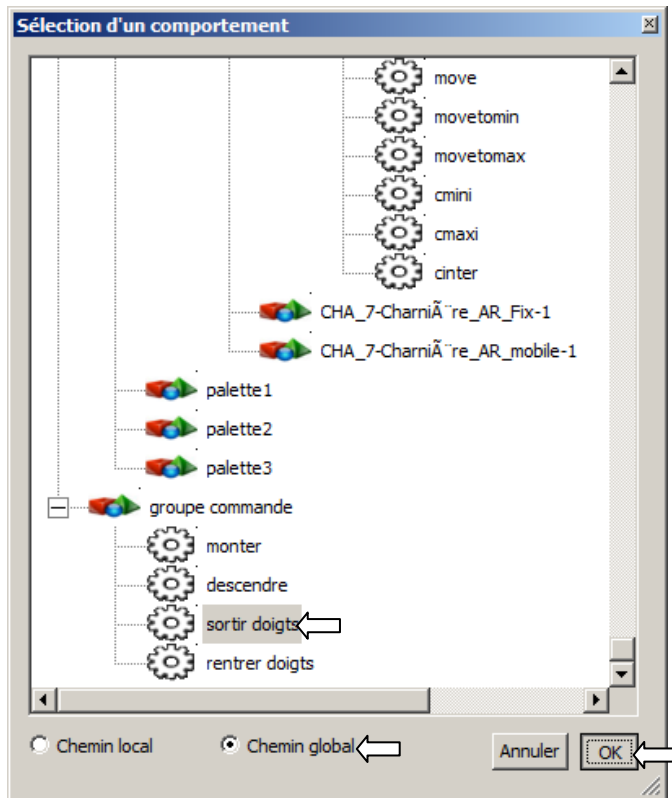 Sélection d'un comportement
move
movetomin
movetomax
cmini
cmaxi
cinter
CHA_7-CharniÃ¨re_AR_Fix-1
CHA_7-CharniÃ¨re_AR_mobile-1
palette1
palette2
palette3
groupe commande
monter
descendre
sortir doigts
rentrer doigts
Chemin local Chemin global Annuler OK